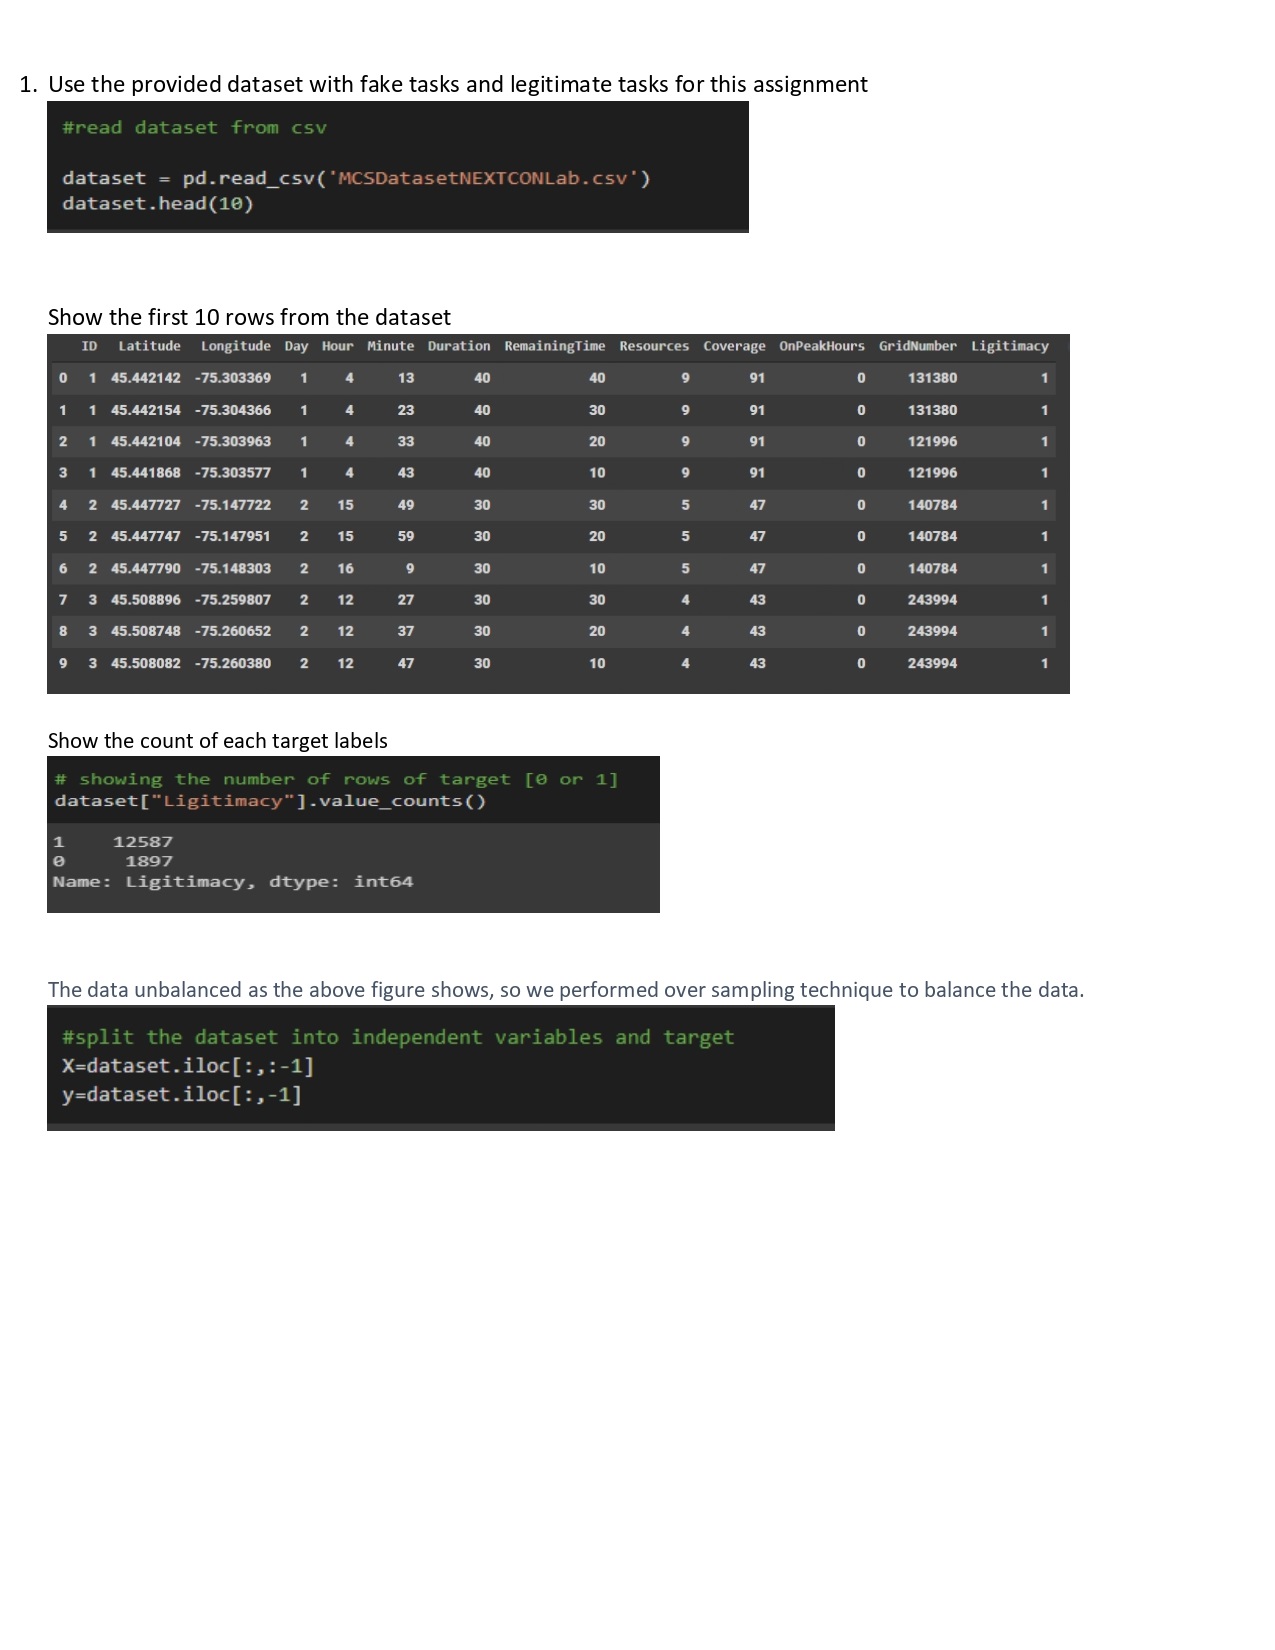 1. Use the provided dataset with fake tasks and legitimate tasks for this assignment
#read dataset from csv
dataset = pd.read_csv('MCSDatasetNEXTCONLab.csv')
dataset.head(10)
Show the first 10 rows from the dataset
ID Latitude Longitude Day Hour Minute Duration RemainingTime Resources Coverage OnPeakHours GridNumber Ligitimacy
0 1 45.442142 -75.303369 1 4 13 40 40 9 91 0 131380 1
1 1 45.442154 -75.304366 1 4 23 40 30 9 91 0 131380 1
2 1 45.442104 -75.303963 1 4 33 40 20 9 91 0 121996 1
3 1 45.441868 -75.303577 1 4 43 40 10 9 91 0 121996 1
4 2 45.447727 -75.147722 2 15 49 30 30 5 47 0 140784 1
5 2 45.447747 -75.147951 2 15 59 30 20 5 47 0 140784 1
6 2 45.447790 -75.148303 2 16 9 30 10 5 47 0 140784 1
7 3 45.508896 -75.259807 2 12 27 30 30 4 43 0 243994 1
8 3 45.508748 -75.260652 2 12 37 30 20 4 43 0 243994 1
9 3 45.508082 -75.260380 2 12 47 30 10 4 43 0 243994 1
Show the count of each target labels
# showing the number of rows of target [0 or 1]
dataset["Ligitimacy"].value_counts()
1 12587
0 1897
Name: Ligitimacy, dtype: int64
The data unbalanced as the above figure shows, so we performed over sampling technique to balance the data.
#split the dataset into independent variables and target
X=dataset.iloc[:,:-1]
y=dataset.iloc[:,-1]